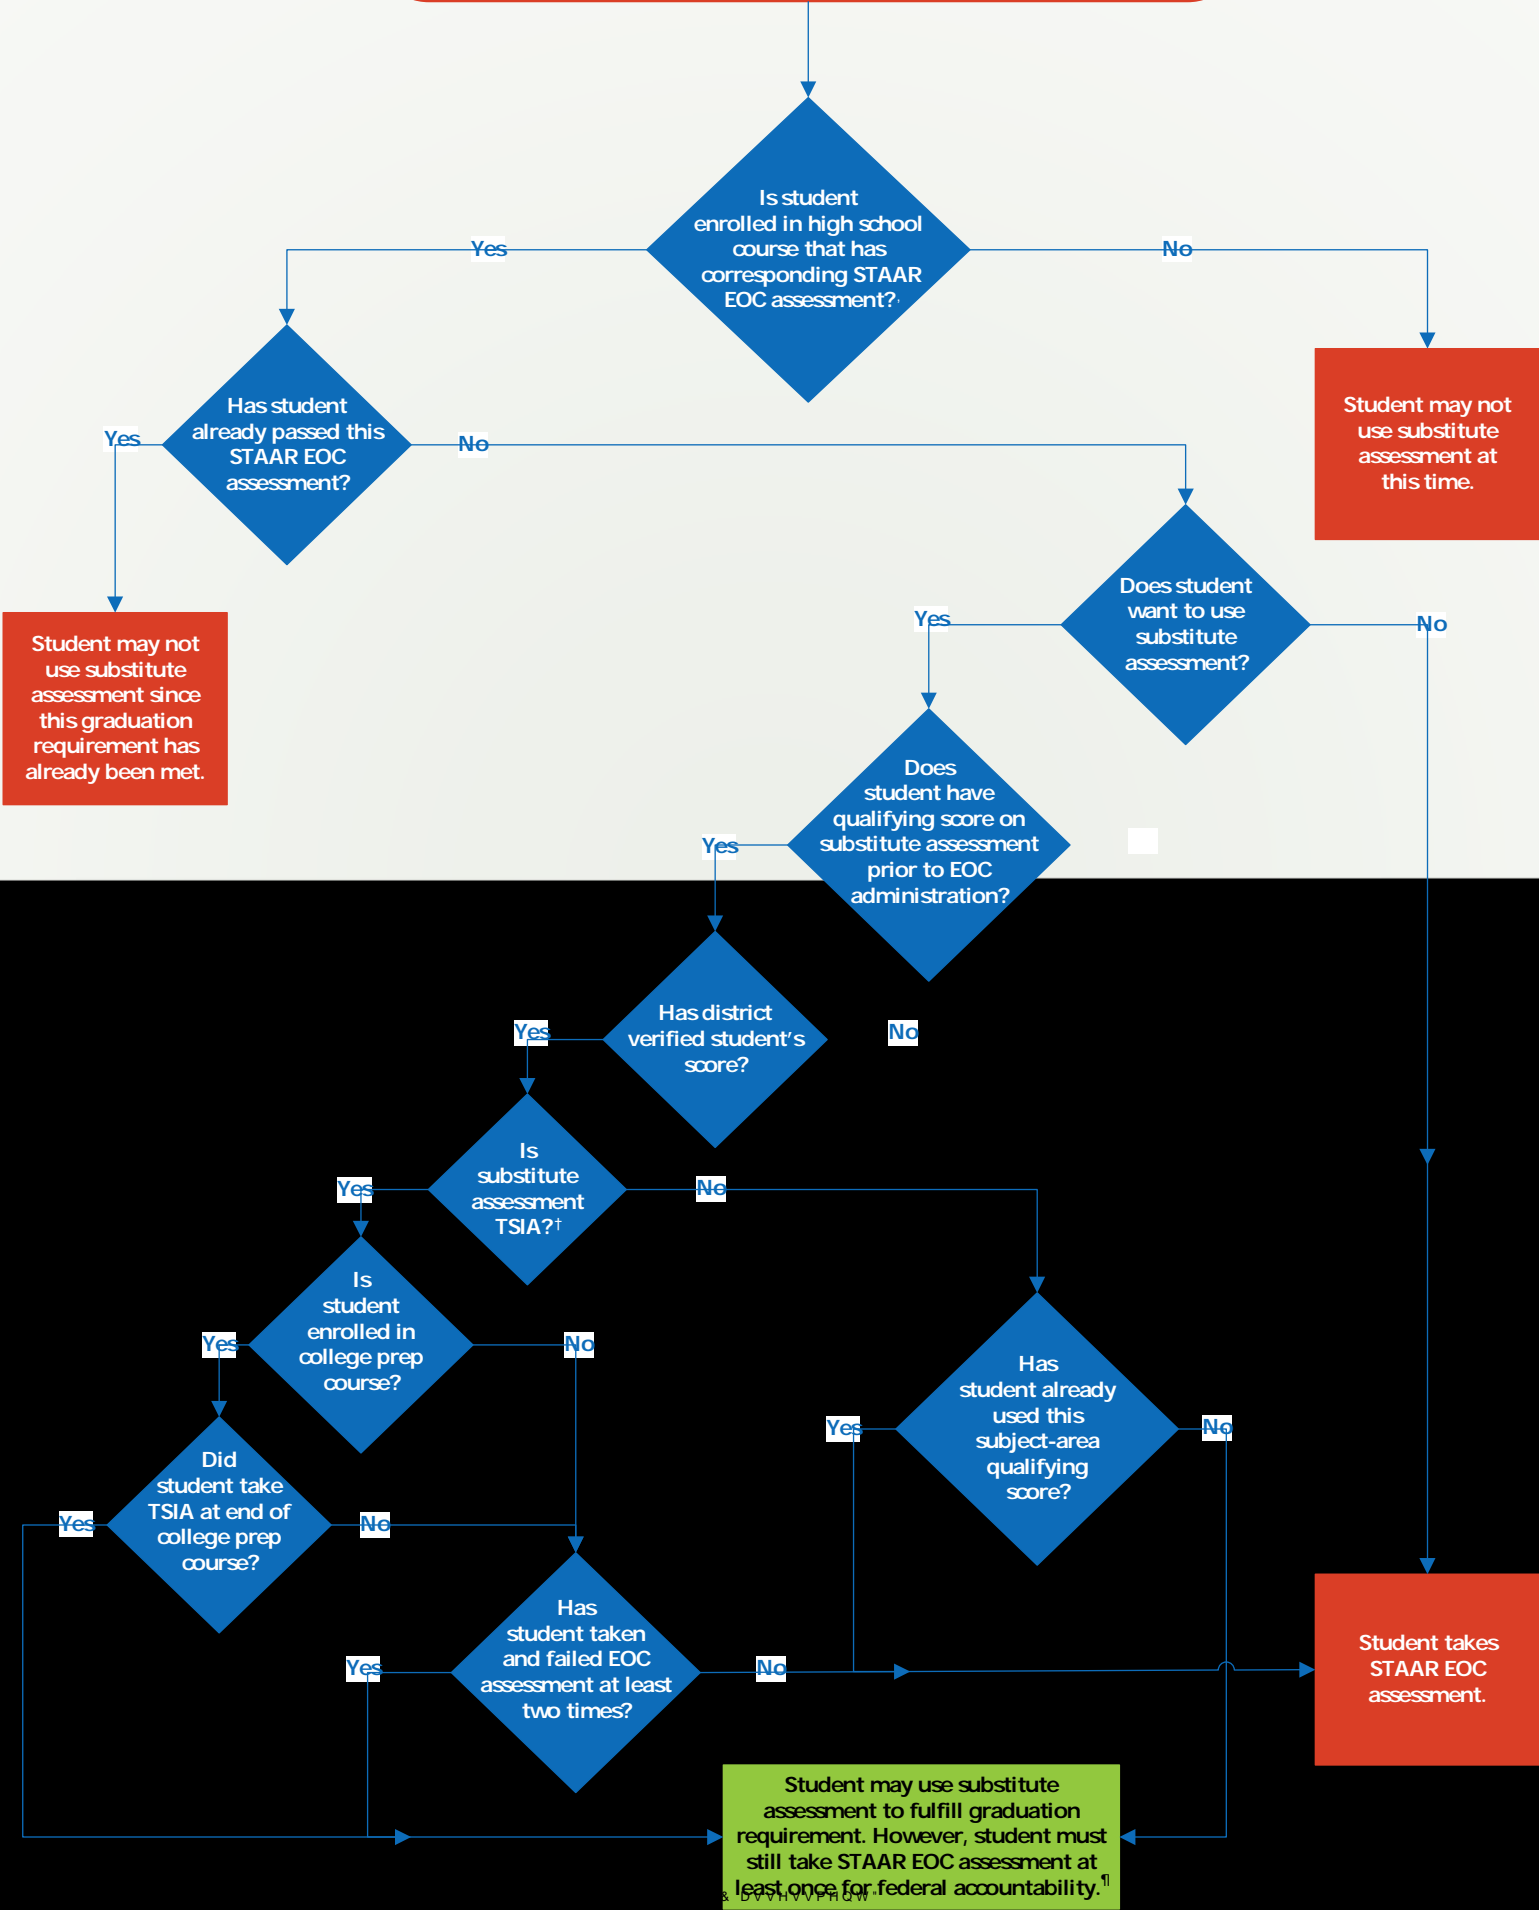 Is student
enrolled in high school
course that has
corresponding STAAR
EOC assessment?
Yes
No
Has student
already passed this
STAAR EOC
assessment?
Yes
No
Student may not
use substitute
assessment at
this time.
Does student
want to use
substitute
assessment?
Yes
No
Student may not
use substitute
assessment since
this graduation
requirement has
already been met.
Does
student have
qualifying score on
substitute assessment
prior to EOC
administration?
Yes
Has district
verified student's
score?
Yes
No
Is
substitute
assessment
TSIA?†
Yes
No
Is
student
enrolled in
college prep
course?
Yes
No
Has
student already
used this
subject-area
qualifying
score?
Yes
No
Did
student take
TSIA at end of
college prep
course?
Yes
No
Has
student taken
and failed EOC
assessment at least
two times?
Yes
No
Student takes
STAAR EOC
assessment.
Student may use substitute
assessment to fulfill graduation
requirement. However, student must
still take STAAR EOC assessment at
least once for federal accountability.¶